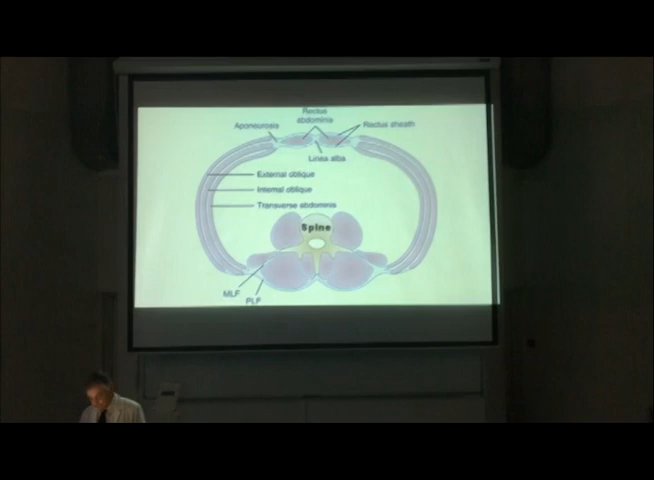 Rectus
abdominis
Aponeurosis
Rectus sheath
Linea alba
External oblique
Internal oblique
Transverse abdominis
Spine
MLF
PLF